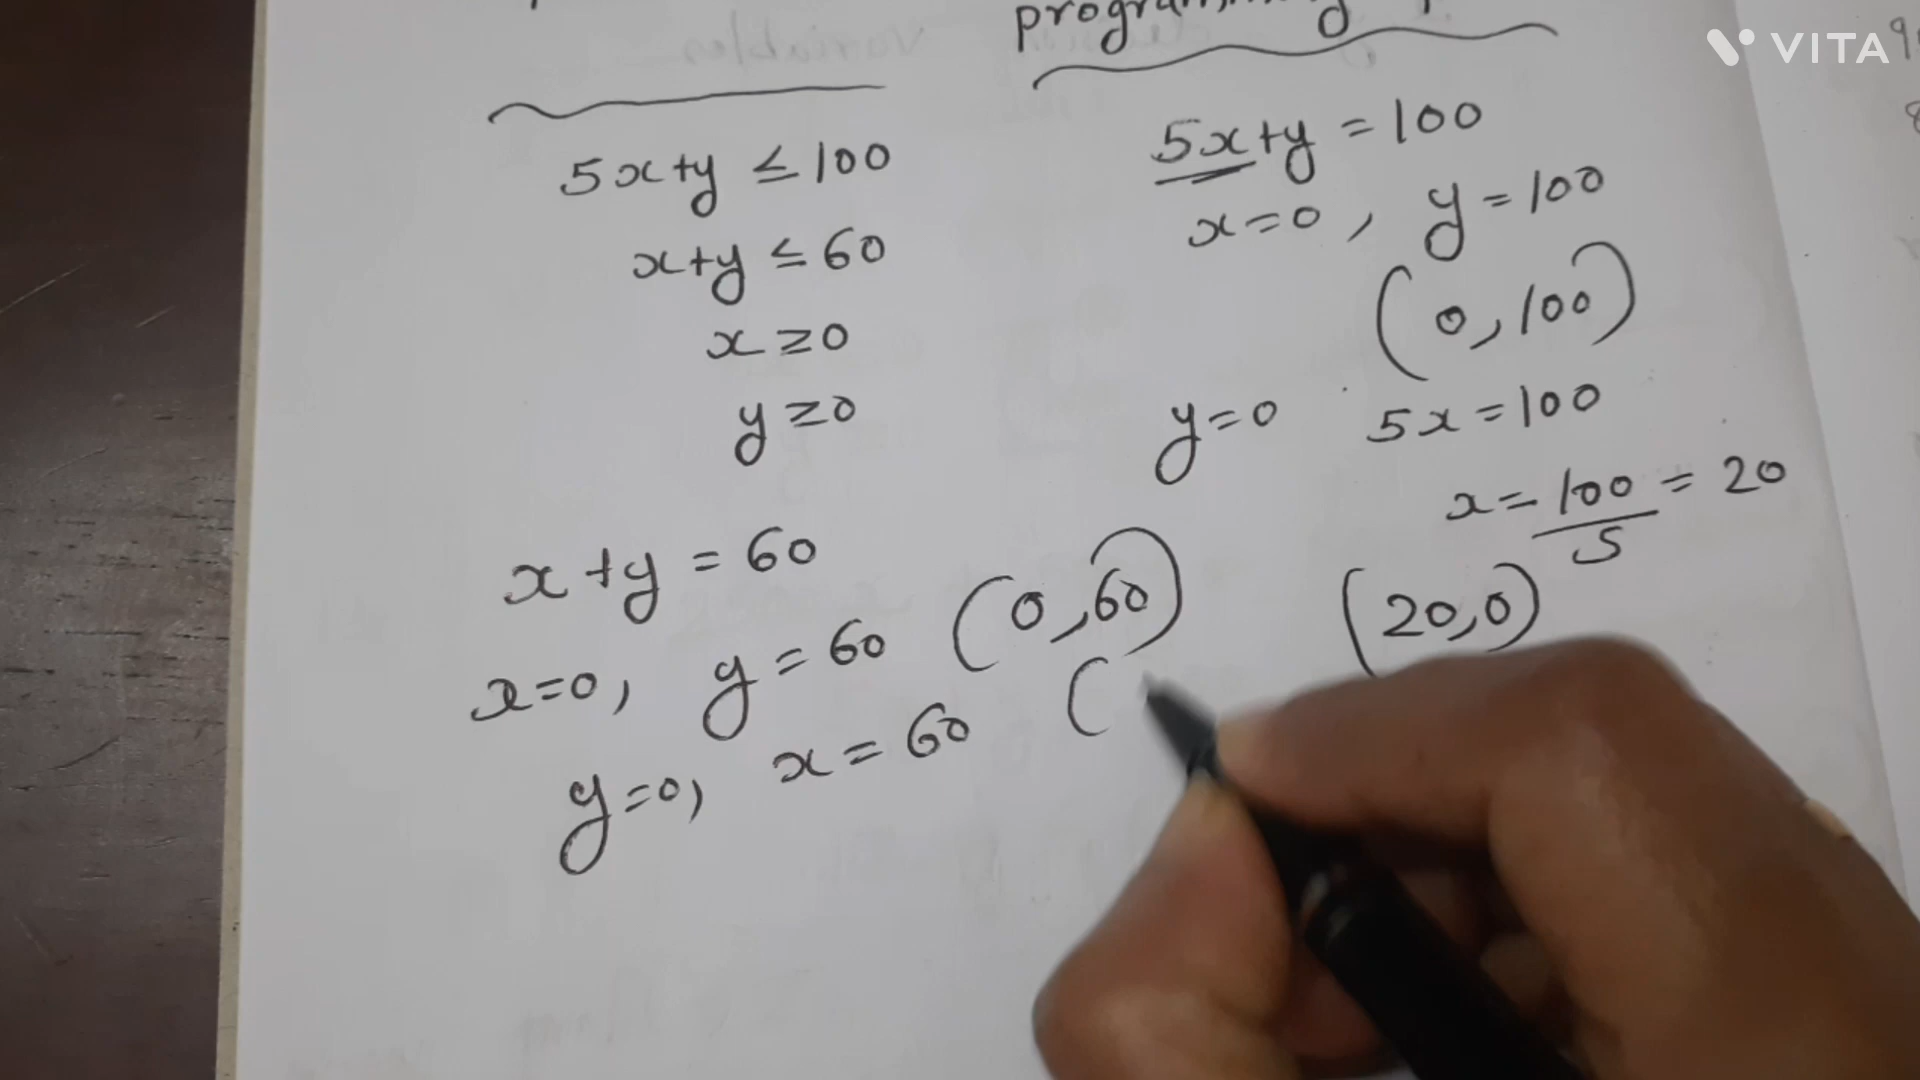 programming
VITA
5x+y ≤ 100
x+y ≤ 60
x ≥ 0
y ≥ 0
5x+y = 100
x=0, y=100
(0,100)
y=0 5x=100
x = 100/5 = 20
(20,0)
x+y = 60
x=0, y=60 (0,60)
y=0, x=60 (